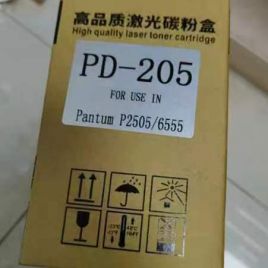 高品质激光碳粉盒
High quality laser toner cartridge
PD-205
FOR USE IN
Pantum P2505/6555